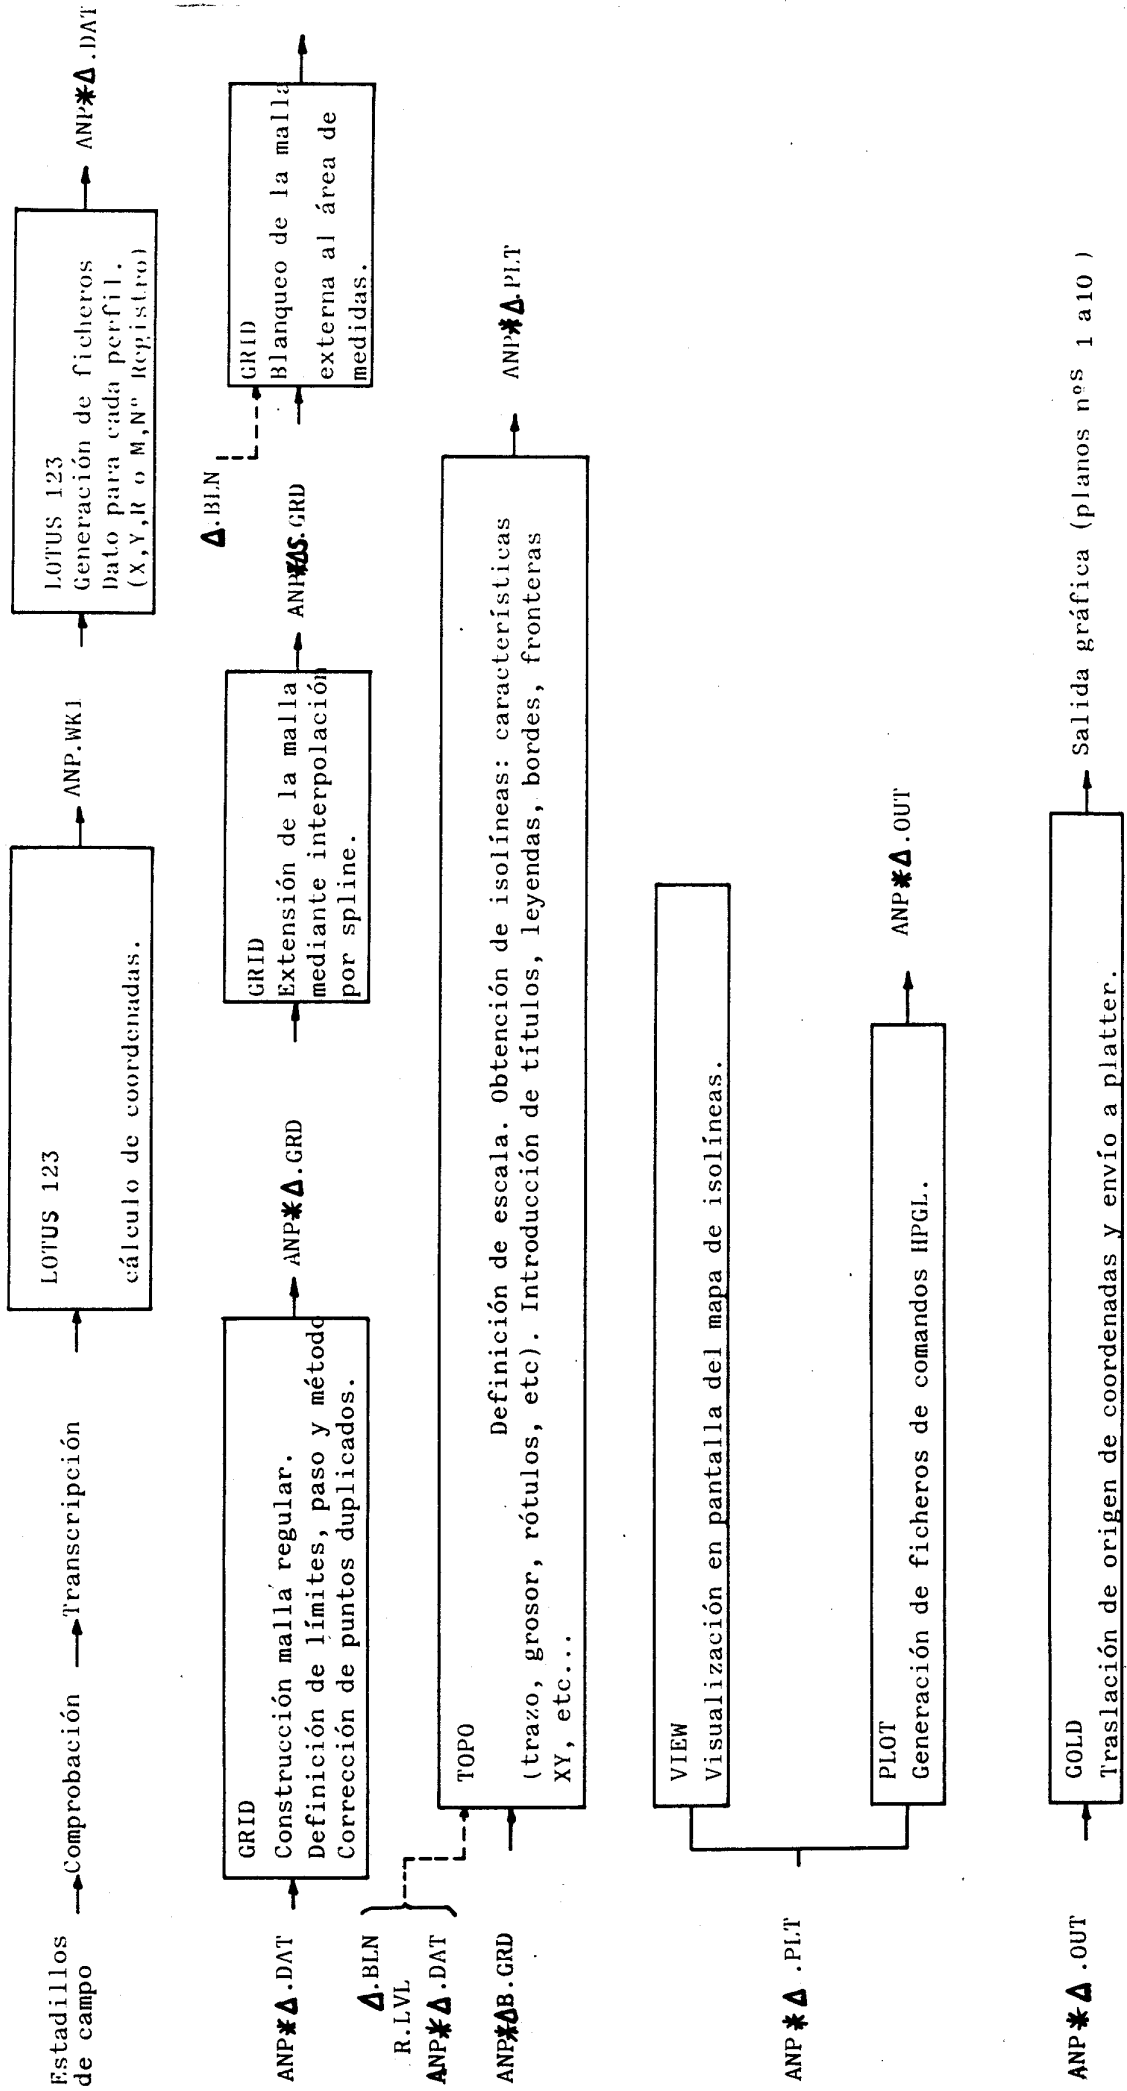 Estadillos
de campo
Comprobación
Transcripción
LOTUS 123
cálculo de coordenadas.
ANP.WK1
LOTUS 123
Generación de ficheros
Dato para cada perfil.
(X,Y,R o M,Nº Registro)
ANP*Δ.DAT
ANP*Δ.DAT
GRID
Construcción malla regular.
Definición de límites, paso y método
Corrección de puntos duplicados.
ANP*Δ.GRD
GRID
Extensión de la malla
mediante interpolación
por spline.
ANP*ΔS.GRD
Δ.BLN
GRID
Blanqueo de la malla
externa al área de
medidas.
Δ.BLN
R.LVL
ANP*Δ.DAT
ANP*ΔB.GRD
TOPO
Definición de escala. Obtención de isolíneas: características
(trazo, grosor, rótulos, etc). Introducción de títulos, leyendas, bordes, fronteras
XY, etc...
ANP*Δ.PLT
ANP*Δ.PLT
VIEW
Visualización en pantalla del mapa de isolíneas.
PLOT
Generación de ficheros de comandos HPGL.
ANP*Δ.OUT
ANP*Δ.OUT
GOLD
Traslación de origen de coordenadas y envío a platter.
Salida gráfica (planos nºs 1 a10 )